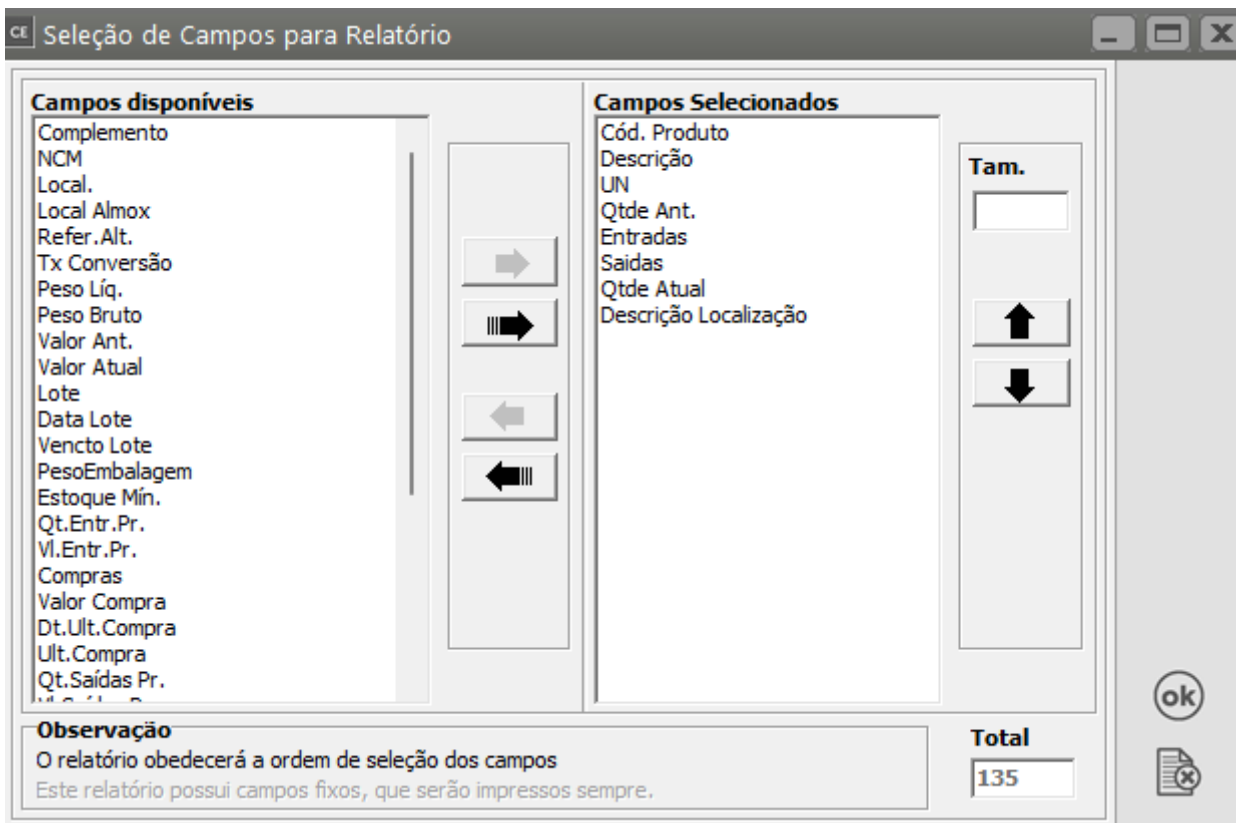 CE Seleção de Campos para Relatório
Campos disponíveis
Complemento
NCM
Local.
Local Almox
Refer.Alt.
Tx Conversão
Peso Líq.
Peso Bruto
Valor Ant.
Valor Atual
Lote
Data Lote
Vencto Lote
PesoEmbalagem
Estoque Mín.
Qt.Entr.Pr.
Vl.Entr.Pr.
Compras
Valor Compra
Dt.Ult.Compra
Ult.Compra
Qt.Saídas Pr.
Campos Selecionados
Cód. Produto
Descrição
UN
Qtde Ant.
Entradas
Saidas
Qtde Atual
Descrição Localização
Tam.
Observação
O relatório obedecerá a ordem de seleção dos campos
Este relatório possui campos fixos, que serão impressos sempre.
Total
135
ok